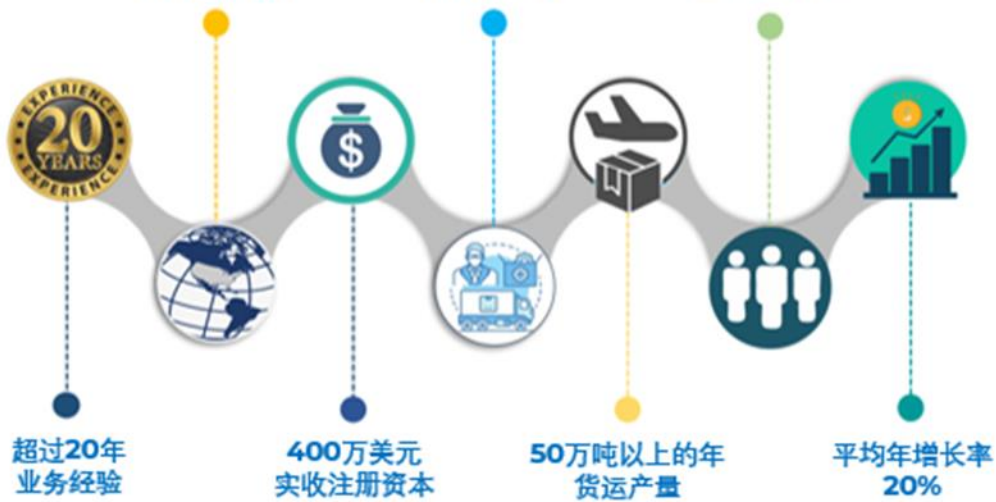 EXPERIENCE
20
YEARS
EXPERIENCE
$
超过20年
业务经验
400万美元
实收注册资本
50万吨以上的年
货运产量
平均年增长率
20%